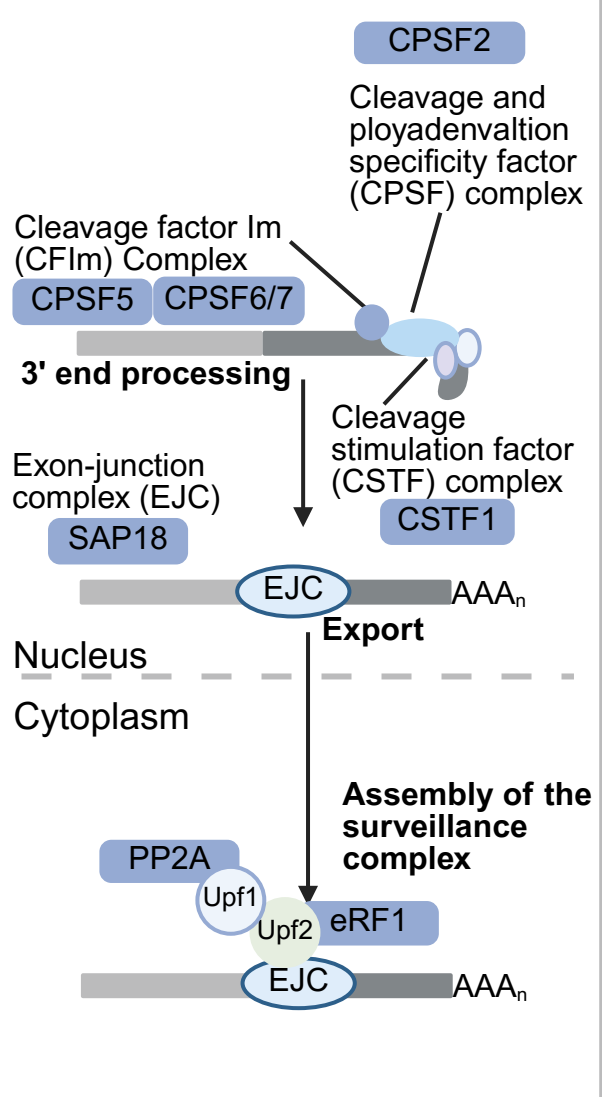 CPSF2
Cleavage and
ployadenvaltion
specificity factor
(CPSF) complex
Cleavage factor Im
(CFIm) Complex
CPSF5
CPSF6/7
3' end processing
Cleavage
stimulation factor
(CSTF) complex
CSTF1
Exon-junction
complex (EJC)
SAP18
EJC
AAAn
Export
Nucleus
Cytoplasm
Assembly of the
surveillance
complex
PP2A
Upf1
Upf2
eRF1
EJC
AAAn